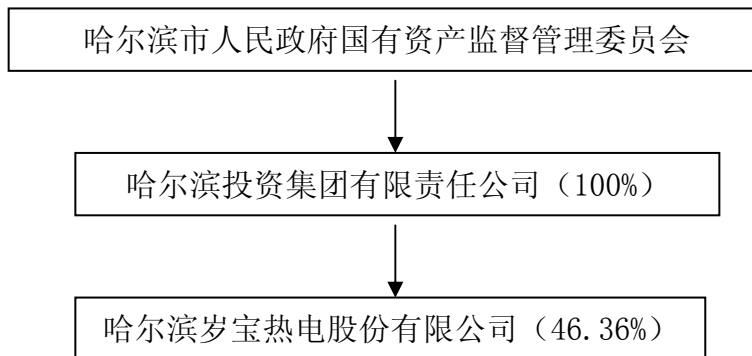 哈尔滨市人民政府国有资产监督管理委员会
哈尔滨投资集团有限责任公司（100%）
哈尔滨岁宝热电股份有限公司（46.36%）